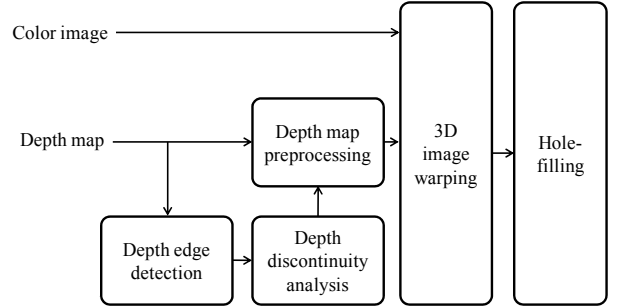 Color image
Depth map
Depth map
preprocessing
3D
image
warping
Hole-
filling
Depth edge
detection
Depth
discontinuity
analysis